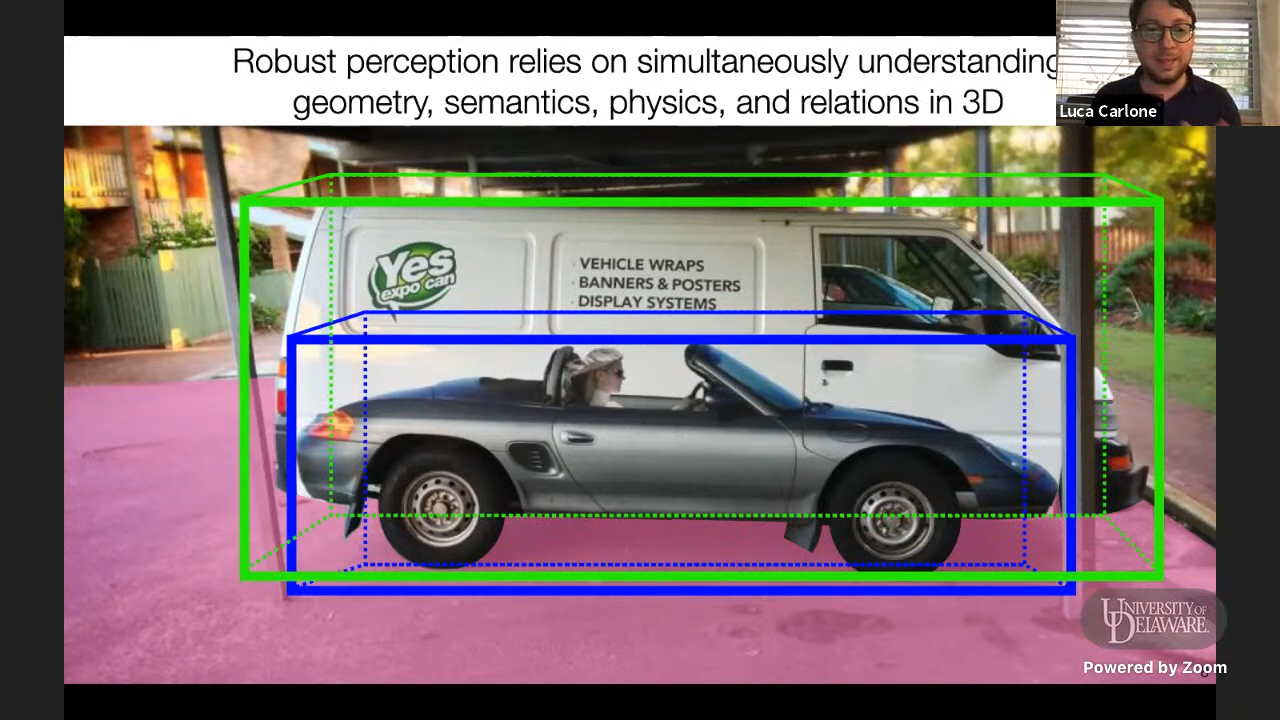 Robust perception relies on simultaneously understanding
geometry, semantics, physics, and relations in 3D
Luca Carlone
Yes
expo can
· VEHICLE WRAPS
· BANNERS & POSTERS
· DISPLAY SYSTEMS
UNIVERSITY OF
DELAWARE.
Powered by Zoom